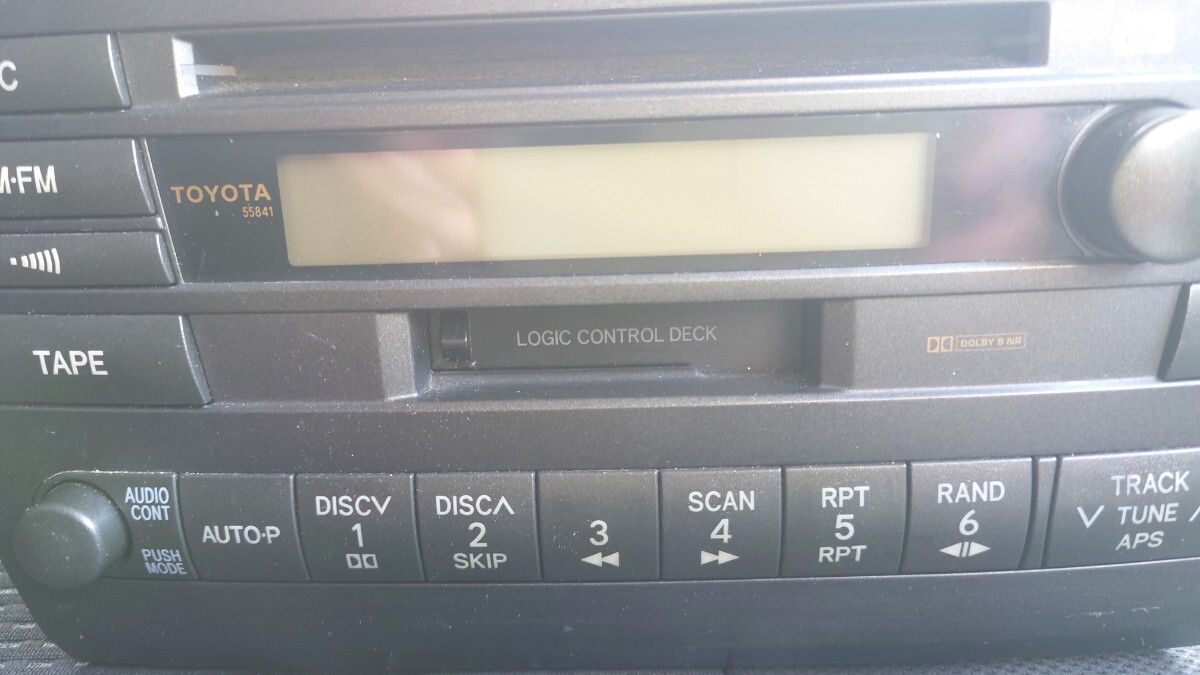 C
M·FM
TOYOTA
55841
TAPE
LOGIC CONTROL DECK
DOLBY B NR
AUDIO
CONT
PUSH
MODE
AUTO·P
DISC∨
1
DISC∧
2
SKIP
3
SCAN
4
RPT
5
RPT
RAND
6
TRACK
∨ TUNE ∧
APS